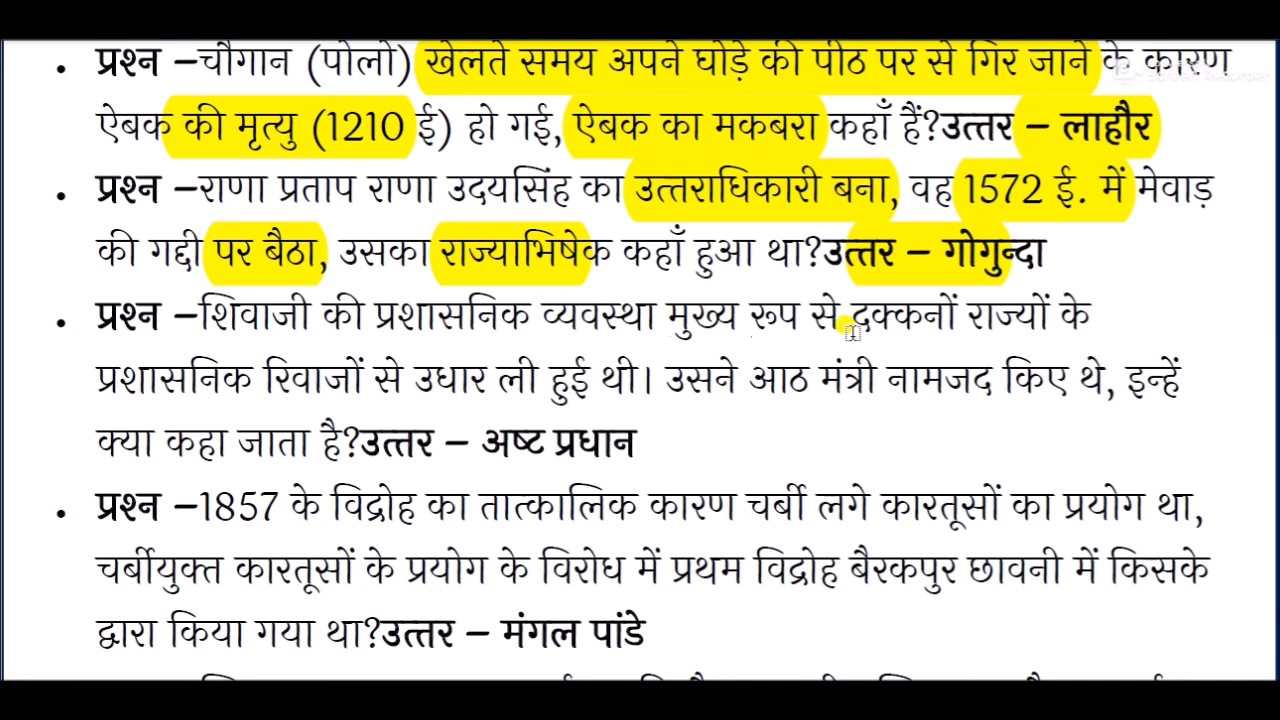 • प्रश्न –चौगान (पोलो) खेलते समय अपने घोड़े की पीठ पर से गिर जाने के कारण
ऐबक की मृत्यु (1210 ई) हो गई, ऐबक का मकबरा कहाँ हैं?उत्तर – लाहौर
• प्रश्न –राणा प्रताप राणा उदयसिंह का उत्तराधिकारी बना, वह 1572 ई. में मेवाड़
की गद्दी पर बैठा, उसका राज्याभिषेक कहाँ हुआ था?उत्तर – गोगुन्दा
• प्रश्न –शिवाजी की प्रशासनिक व्यवस्था मुख्य रूप से दक्कनों राज्यों के
प्रशासनिक रिवाजों से उधार ली हुई थी। उसने आठ मंत्री नामजद किए थे, इन्हें
क्या कहा जाता है?उत्तर – अष्ट प्रधान
• प्रश्न –1857 के विद्रोह का तात्कालिक कारण चर्बी लगे कारतूसों का प्रयोग था,
चर्बीयुक्त कारतूसों के प्रयोग के विरोध में प्रथम विद्रोह बैरकपुर छावनी में किसके
द्वारा किया गया था?उत्तर – मंगल पांडे